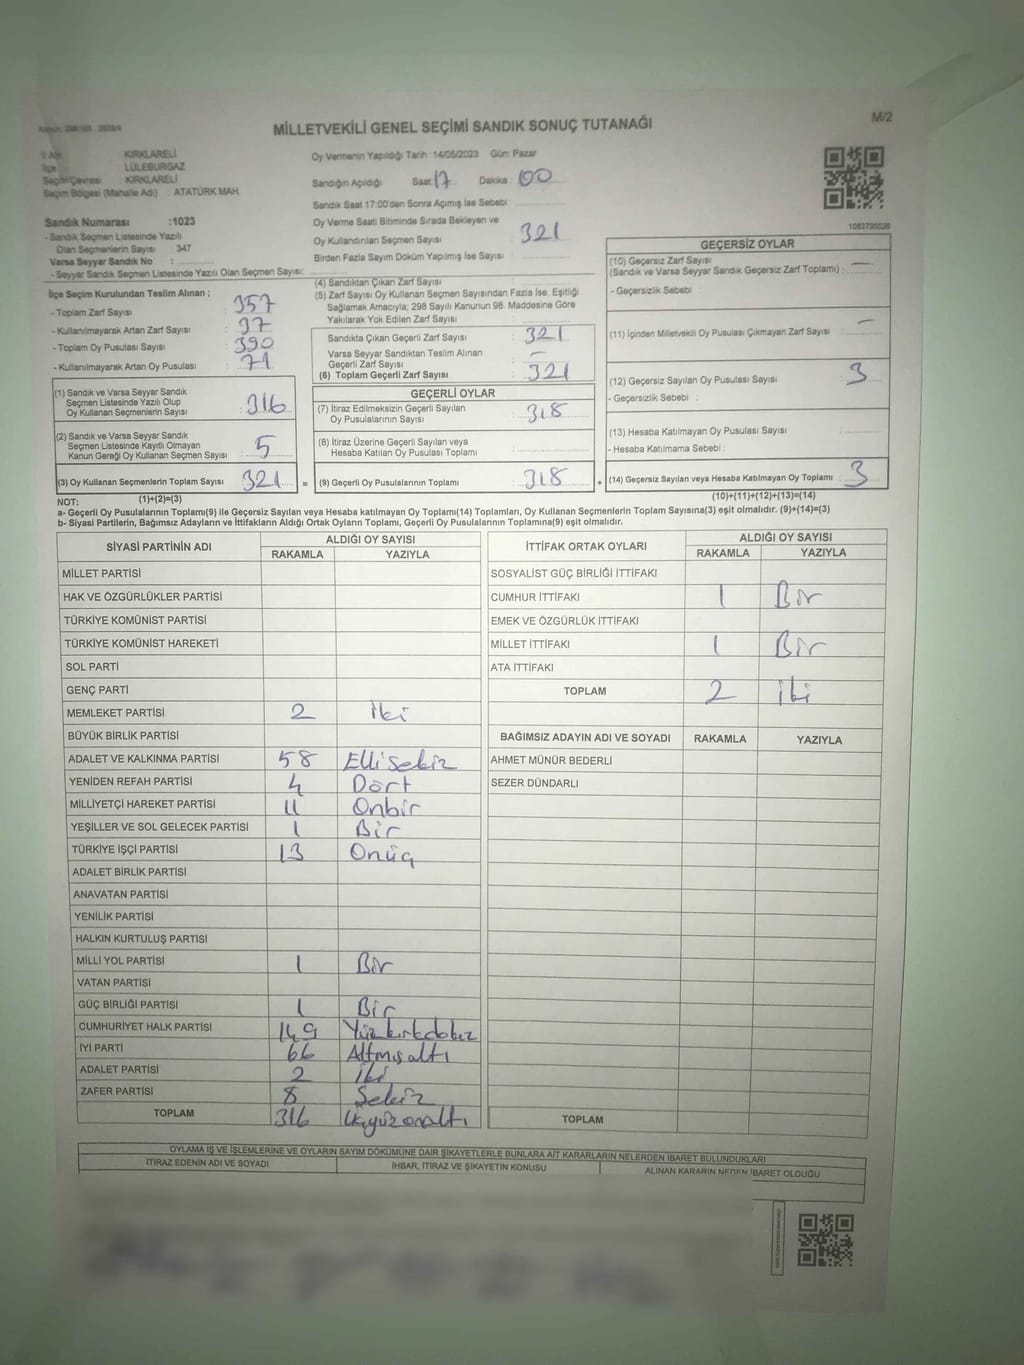 M/2
MİLLETVEKİLİ GENEL SEÇİMİ SANDIK SONUÇ TUTANAĞI
KIRKLARELİ
İlçe : LÜLEBURGAZ
Seçim Çevresi : KIRKLARELİ
Seçim Bölgesi (Mahalle Adı) : ATATÜRK MAH.
Sandık Numarası :1023
- Sandık Seçmen Listesinde Yazılı
Olan Seçmenlerin Sayısı : 347
Varsa Seyyar Sandık No :
- Seyyar Sandık Seçmen Listesinde Yazılı Olan Seçmen Sayısı:
Oy Vermenin Yapıldığı Tarih :14/05/2023 Gün: Pazar
Sandığın Açıldığı Saat 17 Dakika : 00
Sandık Saat 17:00'den Sonra Açımış İse Sebebi
Oy Verme Saati Bitiminde Sırada Bekleyen ve
Oy Kullandırılan Seçmen Sayısı : 321
Birden Fazla Sayım Döküm Yapılmış İse Sayısı :
1083730026
İlçe Seçim Kurulundan Teslim Alınan ;
- Toplam Zarf Sayısı : 357
- Kullanılmayarak Artan Zarf Sayısı : 37
- Toplam Oy Pusulası Sayısı : 390
- Kullanılmayarak Artan Oy Pusulası : 71
(1) Sandık ve Varsa Seyyar Sandık
Seçmen Listesinde Yazılı Olup
Oy Kullanan Seçmenlerin Sayısı : 316
(2) Sandık ve Varsa Seyyar Sandık
Seçmen Listesinde Kayıtlı Olmayan
Kanun Gereği Oy Kullanan Seçmen Sayısı : 5
(3) Oy Kullanan Seçmenlerin Toplam Sayısı : 321 =
(1)+(2)=(3)
(4) Sandıktan Çıkan Zarf Sayısı :
(5) Zarf Sayısı Oy Kullanan Seçmen Sayısından Fazla İse, Eşitliği
Sağlamak Amacıyla; 298 Sayılı Kanunun 98. Maddesine Göre
Yakılarak Yok Edilen Zarf Sayısı :
Sandıkta Çıkan Geçerli Zarf Sayısı : 321
Varsa Seyyar Sandıktan Teslim Alınan
Geçerli Zarf Sayısı : -
(6) Toplam Geçerli Zarf Sayısı : 321
GEÇERLİ OYLAR
(7) İtiraz Edilmeksizin Geçerli Sayılan
Oy Pusulalarının Sayısı : 318
(8) İtiraz Üzerine Geçerli Sayılan veya
Hesaba Katılan Oy Pusulası Toplamı :
(9) Geçerli Oy Pusulalarının Toplamı : 318 +
GEÇERSİZ OYLAR
(10) Geçersiz Zarf Sayısı
(Sandık ve Varsa Seyyar Sandık Geçersiz Zarf Toplamı) : -
- Geçersizlik Sebebi :
(11) İçinden Milletvekili Oy Pusulası Çıkmayan Zarf Sayısı : -
(12) Geçersiz Sayılan Oy Pusulası Sayısı : 3
- Geçersizlik Sebebi :
(13) Hesaba Katılmayan Oy Pusulası Sayısı :
- Hesaba Katılmama Sebebi :
(14) Geçersiz Sayılan veya Hesaba Katılmayan Oy Toplamı : 3
(10)+(11)+(12)+(13)=(14)
NOT:
a- Geçerli Oy Pusulalarının Toplamı(9) ile Geçersiz Sayılan veya Hesaba katılmayan Oy Toplamı(14) Toplamları, Oy Kullanan Seçmenlerin Toplam Sayısına(3) eşit olmalıdır. (9)+(14)=(3)
b- Siyasi Partilerin, Bağımsız Adayların ve İttifakların Aldığı Ortak Oyların Toplamı, Geçerli Oy Pusulalarının Toplamına(9) eşit olmalıdır.
SİYASİ PARTİNİN ADI ALDIĞI OY SAYISI
RAKAMLA YAZIYLA
MİLLET PARTİSİ
HAK VE ÖZGÜRLÜKLER PARTİSİ
TÜRKİYE KOMÜNİST PARTİSİ
TÜRKİYE KOMÜNİST HAREKETİ
SOL PARTİ
GENÇ PARTİ
MEMLEKET PARTİSİ 2 iki
BÜYÜK BİRLİK PARTİSİ
ADALET VE KALKINMA PARTİSİ 58 Elli sekiz
YENİDEN REFAH PARTİSİ 4 Dört
MİLLİYETÇİ HAREKET PARTİSİ 11 Onbir
YEŞİLLER VE SOL GELECEK PARTİSİ 1 Bir
TÜRKİYE İŞÇİ PARTİSİ 13 Onüç
ADALET BİRLİK PARTİSİ
ANAVATAN PARTİSİ
YENİLİK PARTİSİ
HALKIN KURTULUŞ PARTİSİ
MİLLİ YOL PARTİSİ 1 Bir
VATAN PARTİSİ
GÜÇ BİRLİĞİ PARTİSİ 1 Bir
CUMHURİYET HALK PARTİSİ 149 Yüzkırkdokuz
İYİ PARTİ 66 Altmış altı
ADALET PARTİSİ 2 iki
ZAFER PARTİSİ 8 Sekiz
TOPLAM 316 üçyüzonaltı
İTTİFAK ORTAK OYLARI ALDIĞI OY SAYISI
RAKAMLA YAZIYLA
SOSYALİST GÜÇ BİRLİĞİ İTTİFAKI
CUMHUR İTTİFAKI 1 Bir
EMEK VE ÖZGÜRLÜK İTTİFAKI
MİLLET İTTİFAKI 1 Bir
ATA İTTİFAKI
TOPLAM 2 iki
BAĞIMSIZ ADAYIN ADI VE SOYADI RAKAMLA YAZIYLA
AHMET MÜNÜR BEDERLİ
SEZER DÜNDARLI
TOPLAM
OYLAMA İŞ VE İŞLEMLERİNE VE OYLARIN SAYIM DÖKÜMÜNE DAİR ŞİKAYETLERLE BUNLARA AİT KARARLARIN NELERDEN İBARET BULUNDUKLARI
İTİRAZ EDENİN ADI VE SOYADI İHBAR, İTİRAZ VE ŞİKAYETİN KONUSU ALINAN KARARIN NEDEN İBARET OLDUĞU